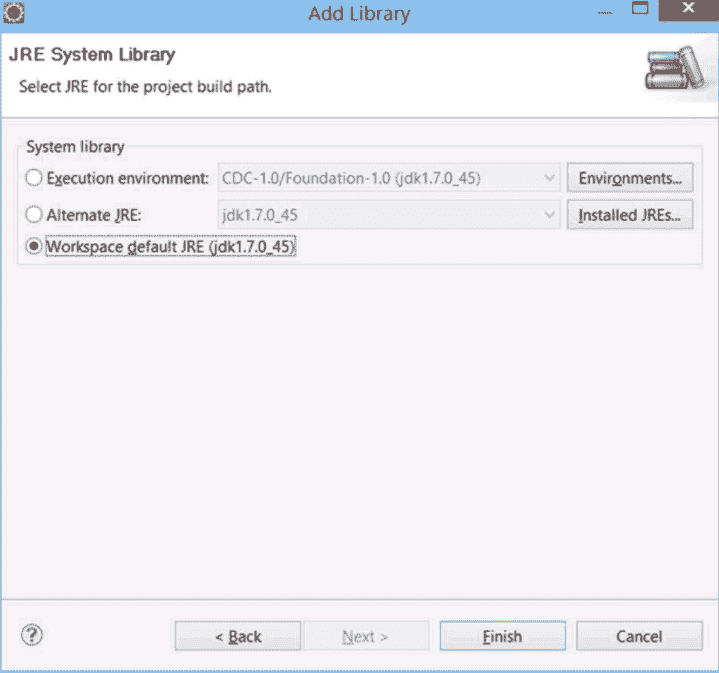 Add Library
JRE System Library
Select JRE for the project build path.
System library
Execution environment: CDC-1.0/Foundation-1.0 (jdk1.7.0_45) Environments...
Alternate JRE: jdk1.7.0_45 Installed JREs...
Workspace default JRE (jdk1.7.0_45)
? < Back Next > Finish Cancel